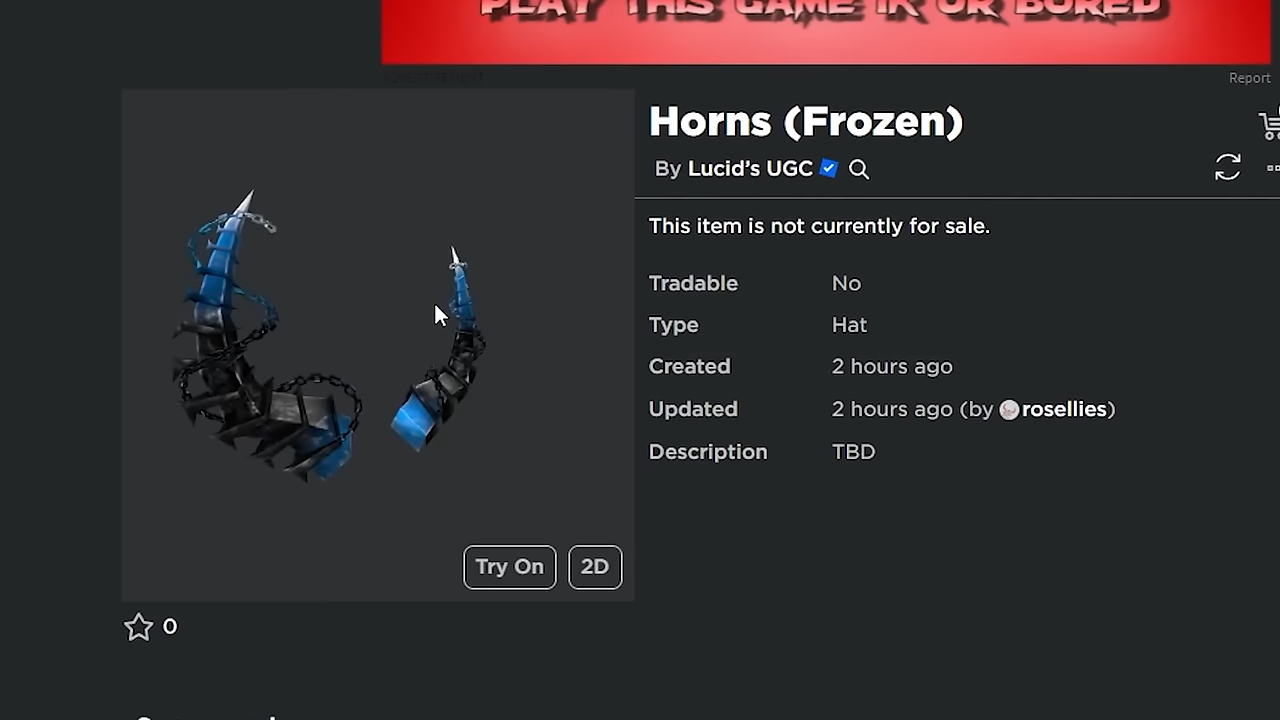 PLAY THIS GAME IK UR BORED
ADVERTISEMENT
Report
Horns (Frozen)
By Lucid’s UGC
This item is not currently for sale.
Tradable No
Type Hat
Created 2 hours ago
Updated 2 hours ago (by rosellies)
Description TBD
Try On 2D
0